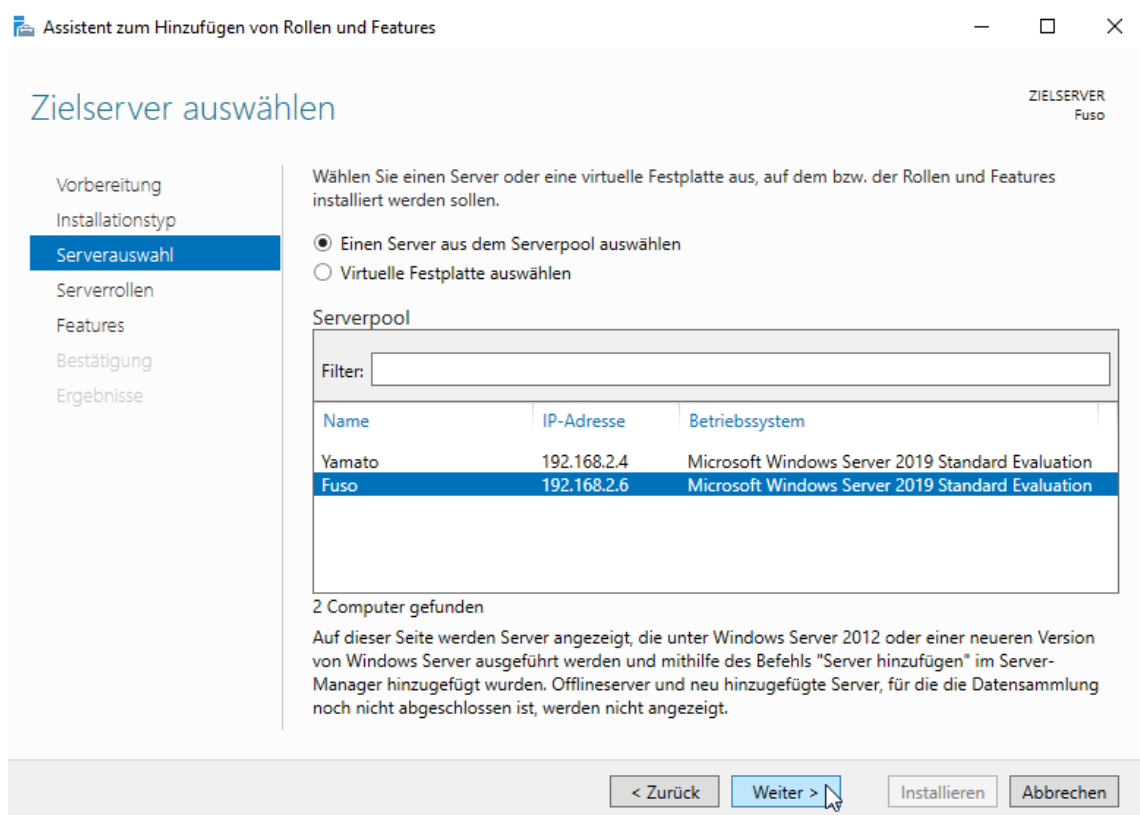 Assistent zum Hinzufügen von Rollen und Features
Zielserver auswählen
ZIELSERVER
Fuso
Vorbereitung
Installationstyp
Serverauswahl
Serverrollen
Features
Bestätigung
Ergebnisse
Wählen Sie einen Server oder eine virtuelle Festplatte aus, auf dem bzw. der Rollen und Features
installiert werden sollen.
Einen Server aus dem Serverpool auswählen
Virtuelle Festplatte auswählen
Serverpool
Filter:
Name IP-Adresse Betriebssystem
Yamato 192.168.2.4 Microsoft Windows Server 2019 Standard Evaluation
Fuso 192.168.2.6 Microsoft Windows Server 2019 Standard Evaluation
2 Computer gefunden
Auf dieser Seite werden Server angezeigt, die unter Windows Server 2012 oder einer neueren Version
von Windows Server ausgeführt werden und mithilfe des Befehls "Server hinzufügen" im Server-
Manager hinzugefügt wurden. Offlineserver und neu hinzugefügte Server, für die die Datensammlung
noch nicht abgeschlossen ist, werden nicht angezeigt.
< Zurück Weiter > Installieren Abbrechen